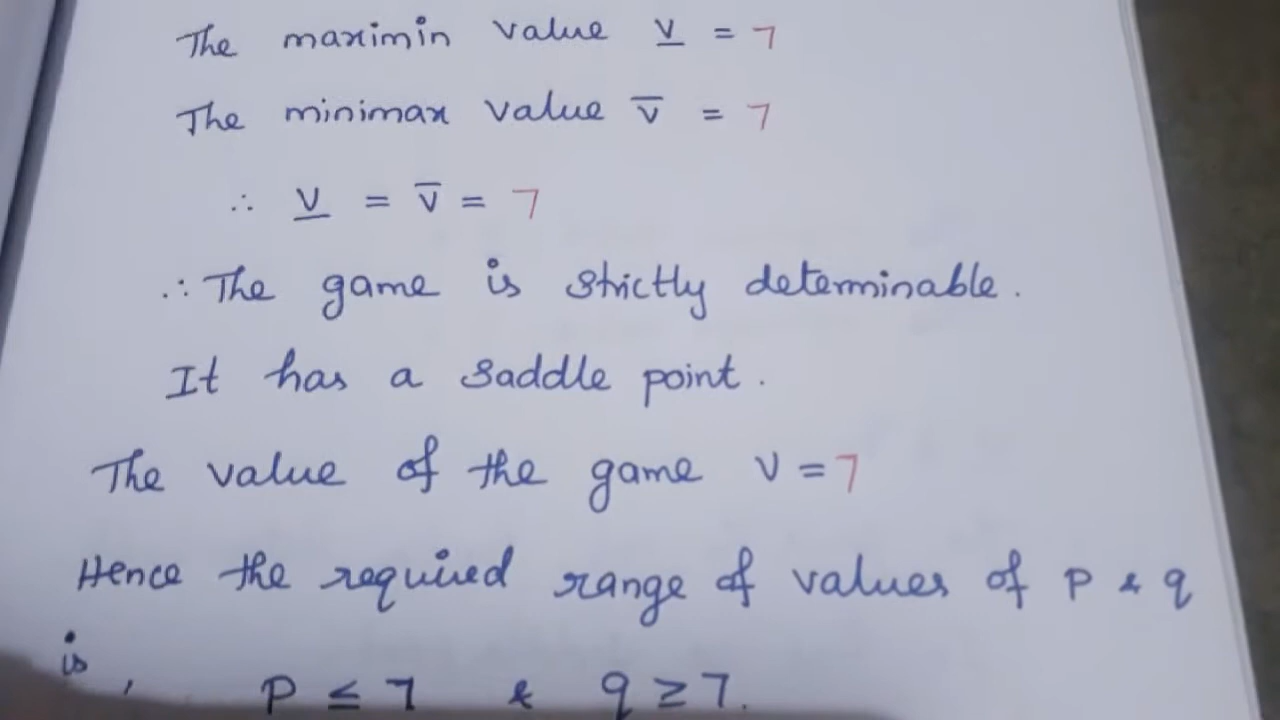 The maximin value v̲ = 7
The minimax value v̅ = 7
∴ v̲ = v̅ = 7
∴ The game is strictly determinable.
It has a saddle point.
The value of the game v = 7
Hence the required range of values of p & q
is, p ≤ 7 & q ≥ 7.